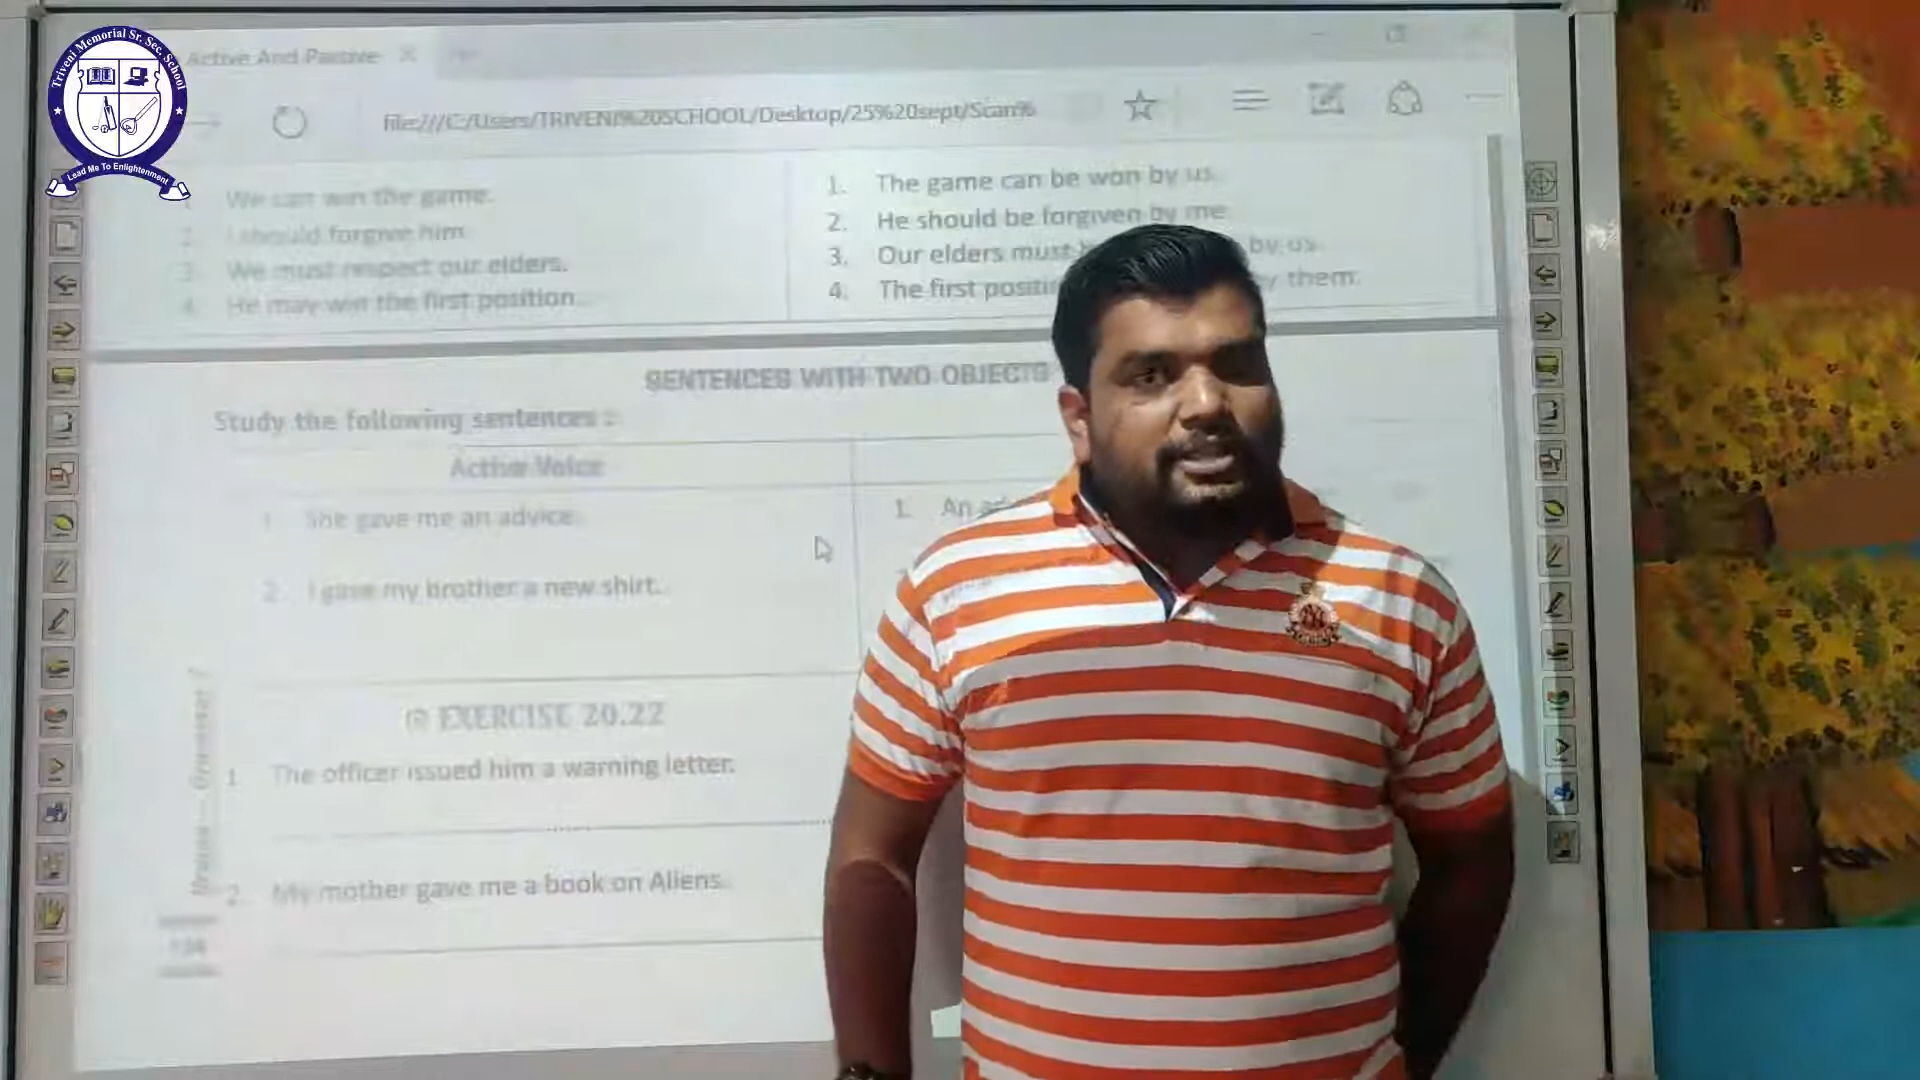 Triveni Memorial Sr. Sec. School
Lead Me To Enlightenment
Active And Passive
file:///C:/Users/TRIVENI%20SCHOOL/Desktop/25%20sept/Scan%
1. We can win the game.
2. I should forgive him
3. We must respect our elders.
4. He may win the first position.
1. The game can be won by us.
2. He should be forgiven by me
3. Our elders must by us
4. The first by them.
SENTENCES WITH TWO OBJECTS
Study the following sentences :
Active Voice
1. She gave me an advice.
2. I gave my brother a new shirt.
1. An
EXERCISE 20.22
1. The officer issued him a warning letter.
2. My mother gave me a book on Aliens.